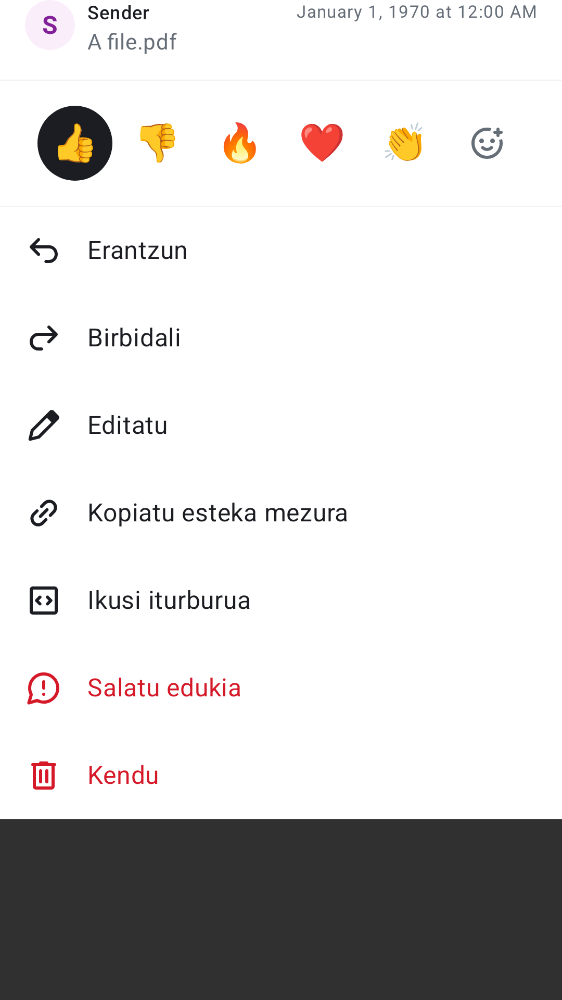 S
Sender
January 1, 1970 at 12:00 AM
A file.pdf
Erantzun
Birbidali
Editatu
Kopiatu esteka mezura
Ikusi iturburua
Salatu edukia
Kendu